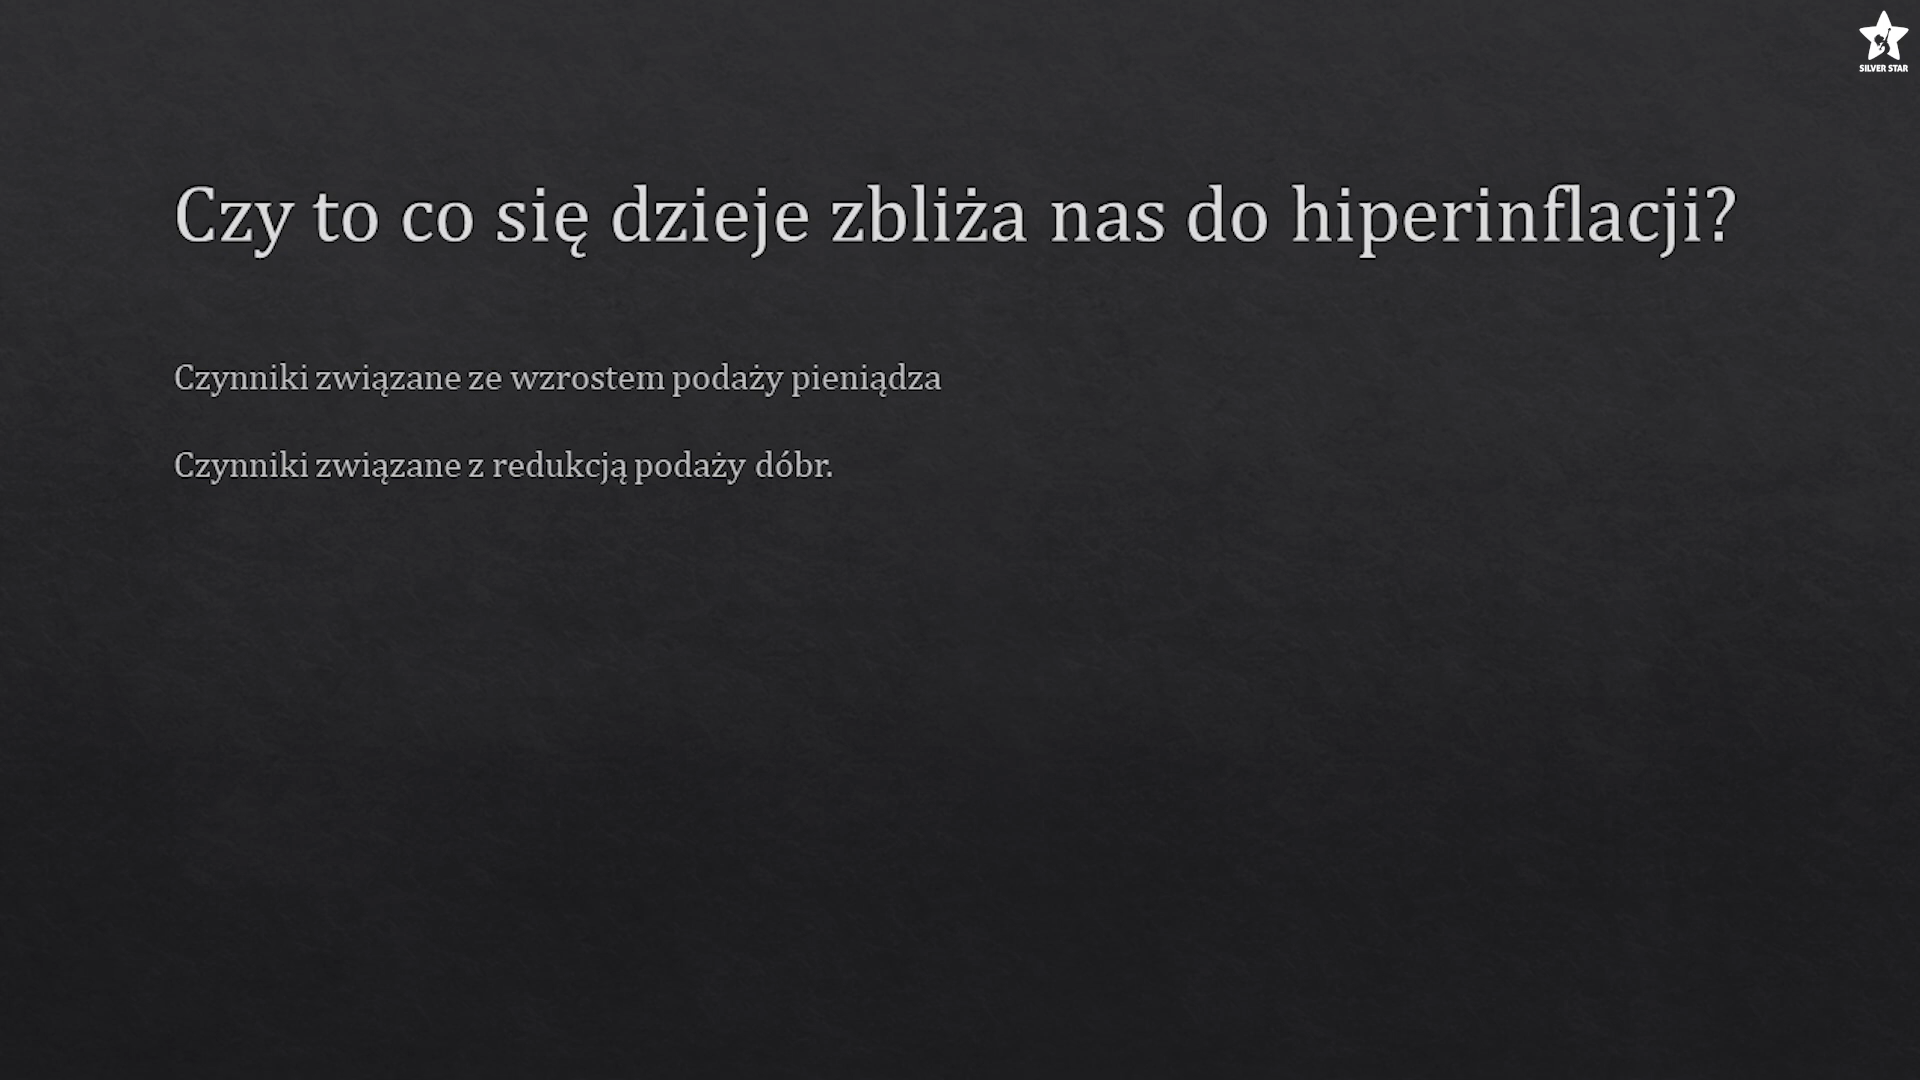 SILVER STAR
Czy to co się dzieje zbliża nas do hiperinflacji?
Czynniki związane ze wzrostem podaży pieniądza
Czynniki związane z redukcją podaży dóbr.